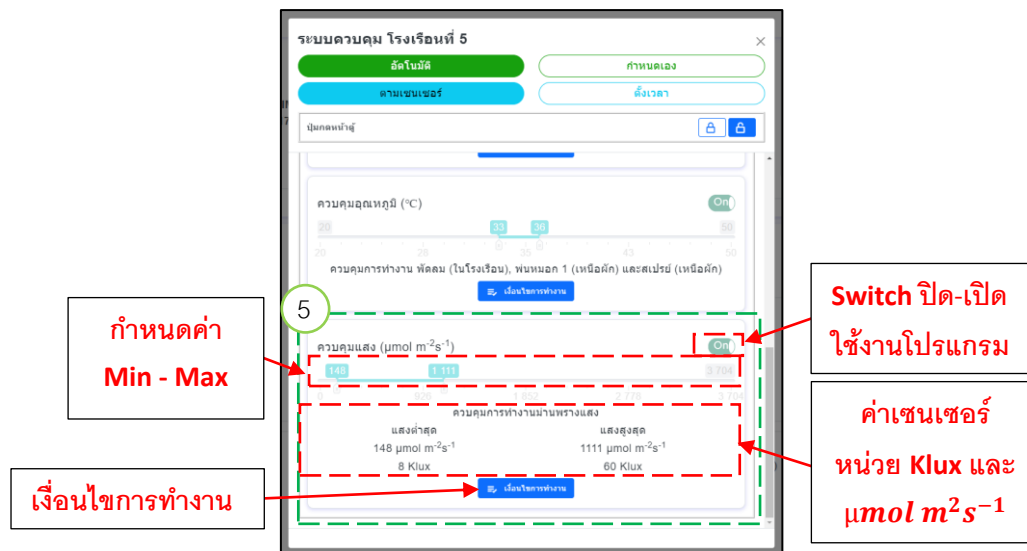 ระบบควบคุม โรงเรือนที่ 5
×
อัตโนมัติ
กำหนดเอง
ตามเซนเซอร์
ตั้งเวลา
ปุ่มกดหน้าตู้
ควบคุมอุณหภูมิ (°C)
On
20
33
36
50
20
28
35
43
50
ควบคุมการทำงาน พัดลม (ในโรงเรือน), พ่นหมอก 1 (เหนือผัก) และสเปรย์ (เหนือผัก)
เงื่อนไขการทำงาน
5
ควบคุมแสง (µmol m⁻²s⁻¹)
On
148
1 111
3 704
0
926
1 852
2 778
3 704
ควบคุมการทำงานม่านพรางแสง
แสงต่ำสุด
แสงสูงสุด
148 µmol m⁻²s⁻¹
1111 µmol m⁻²s⁻¹
8 Klux
60 Klux
เงื่อนไขการทำงาน
กำหนดค่า
Min - Max
เงื่อนไขการทำงาน
Switch ปิด-เปิด
ใช้งานโปรแกรม
ค่าเซนเซอร์
หน่วย Klux และ
µmol m²s⁻¹